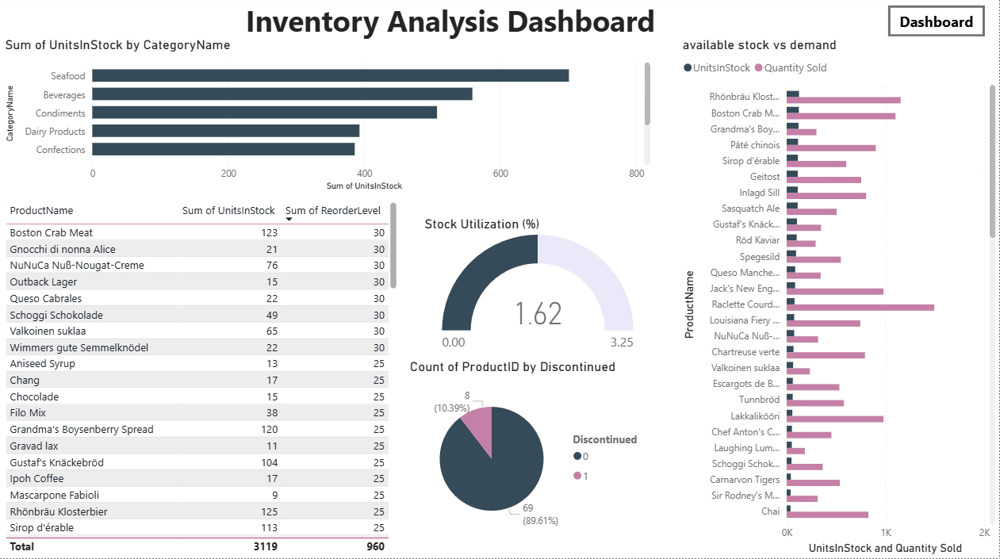 Inventory Analysis Dashboard
Dashboard
Sum of UnitsInStock by CategoryName
CategoryName
Seafood
Beverages
Condiments
Dairy Products
Confections
0 200 400 600 800
Sum of UnitsInStock
ProductName Sum of UnitsInStock Sum of ReorderLevel
Boston Crab Meat 123 30
Gnocchi di nonna Alice 21 30
NuNuCa Nuß-Nougat-Creme 76 30
Outback Lager 15 30
Queso Cabrales 22 30
Schoggi Schokolade 49 30
Valkoinen suklaa 65 30
Wimmers gute Semmelknödel 22 30
Aniseed Syrup 13 25
Chang 17 25
Chocolade 15 25
Filo Mix 38 25
Grandma's Boysenberry Spread 120 25
Gravad lax 11 25
Gustaf's Knäckebröd 104 25
Ipoh Coffee 17 25
Mascarpone Fabioli 9 25
Rhönbräu Klosterbier 125 25
Sirop d'érable 113 25
Total 3119 960
Stock Utilization (%)
1.62
0.00 3.25
Count of ProductID by Discontinued
8
(10.39%)
69
(89.61%)
Discontinued
0
1
available stock vs demand
UnitsInStock Quantity Sold
ProductName
Rhönbräu Klost...
Boston Crab M...
Grandma's Boy...
Pâté chinois
Sirop d'érable
Geitost
Inlagd Sill
Sasquatch Ale
Gustaf's Knäck...
Röd Kaviar
Spegesild
Queso Manche...
Jack's New Eng...
Raclette Courd...
Louisiana Fiery ...
NuNuCa Nuß-...
Chartreuse verte
Valkoinen suklaa
Escargots de B...
Tunnbröd
Lakkalikööri
Chef Anton's C...
Laughing Lum...
Schoggi Schok...
Carnarvon Tigers
Sir Rodney's M...
Chai
0K 1K 2K
UnitsInStock and Quantity Sold